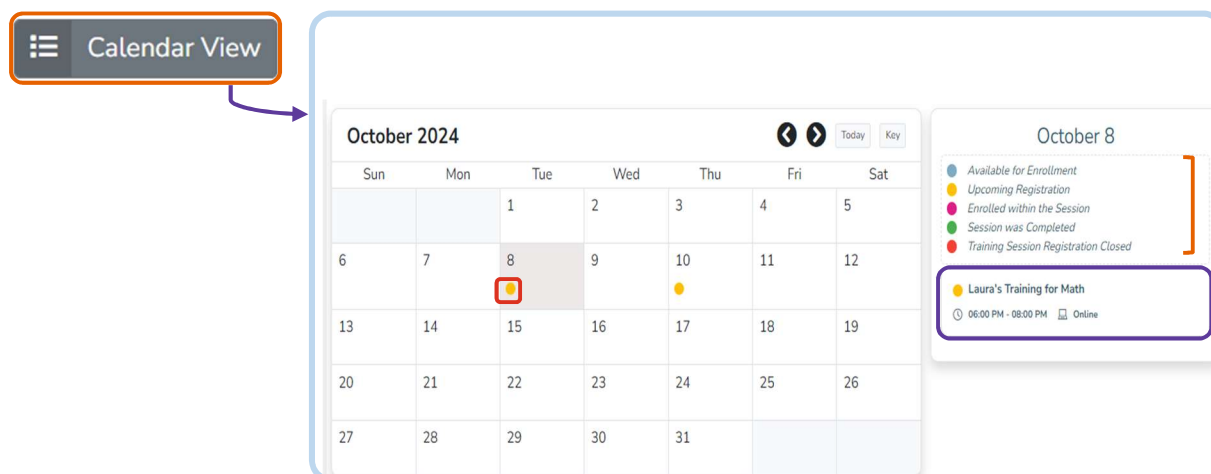 Calendar View
October 2024
Today
Key
Sun Mon Tue Wed Thu Fri Sat
1 2 3 4 5
6 7 8 9 10 11 12
13 14 15 16 17 18 19
20 21 22 23 24 25 26
27 28 29 30 31
October 8
Available for Enrollment
Upcoming Registration
Enrolled within the Session
Session was Completed
Training Session Registration Closed
Laura's Training for Math
06:00 PM - 08:00 PM Online